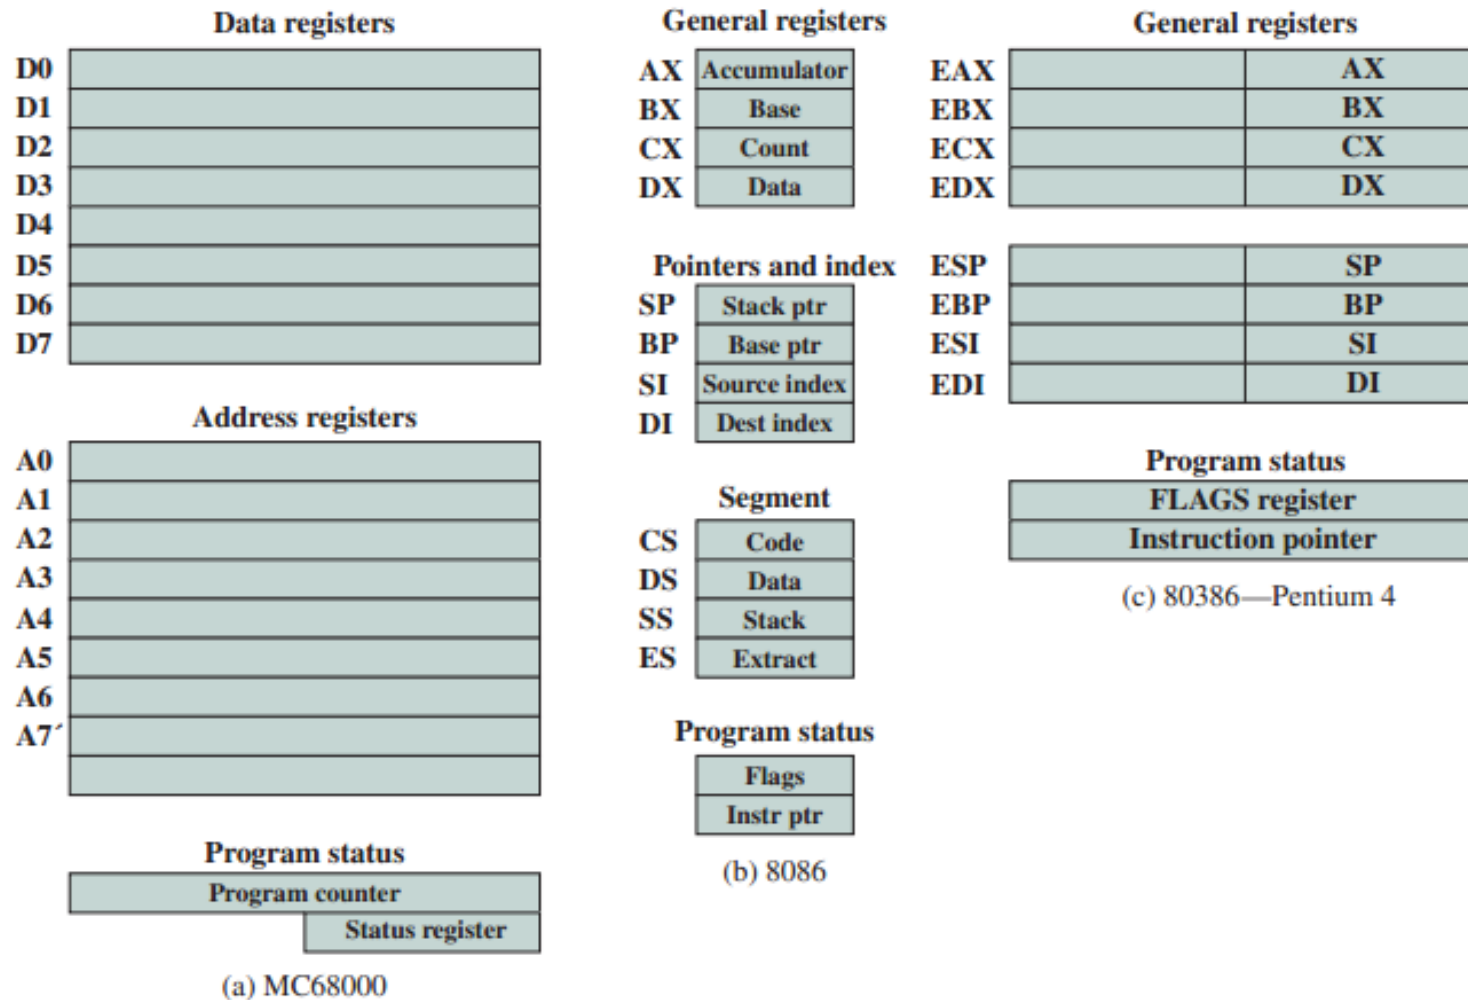 Data registers
D0
D1
D2
D3
D4
D5
D6
D7
Address registers
A0
A1
A2
A3
A4
A5
A6
A7´
Program status
Program counter
Status register
(a) MC68000
General registers
AX Accumulator
BX Base
CX Count
DX Data
Pointers and index
SP Stack ptr
BP Base ptr
SI Source index
DI Dest index
Segment
CS Code
DS Data
SS Stack
ES Extract
Program status
Flags
Instr ptr
(b) 8086
General registers
EAX AX
EBX BX
ECX CX
EDX DX
ESP SP
EBP BP
ESI SI
EDI DI
Program status
FLAGS register
Instruction pointer
(c) 80386—Pentium 4